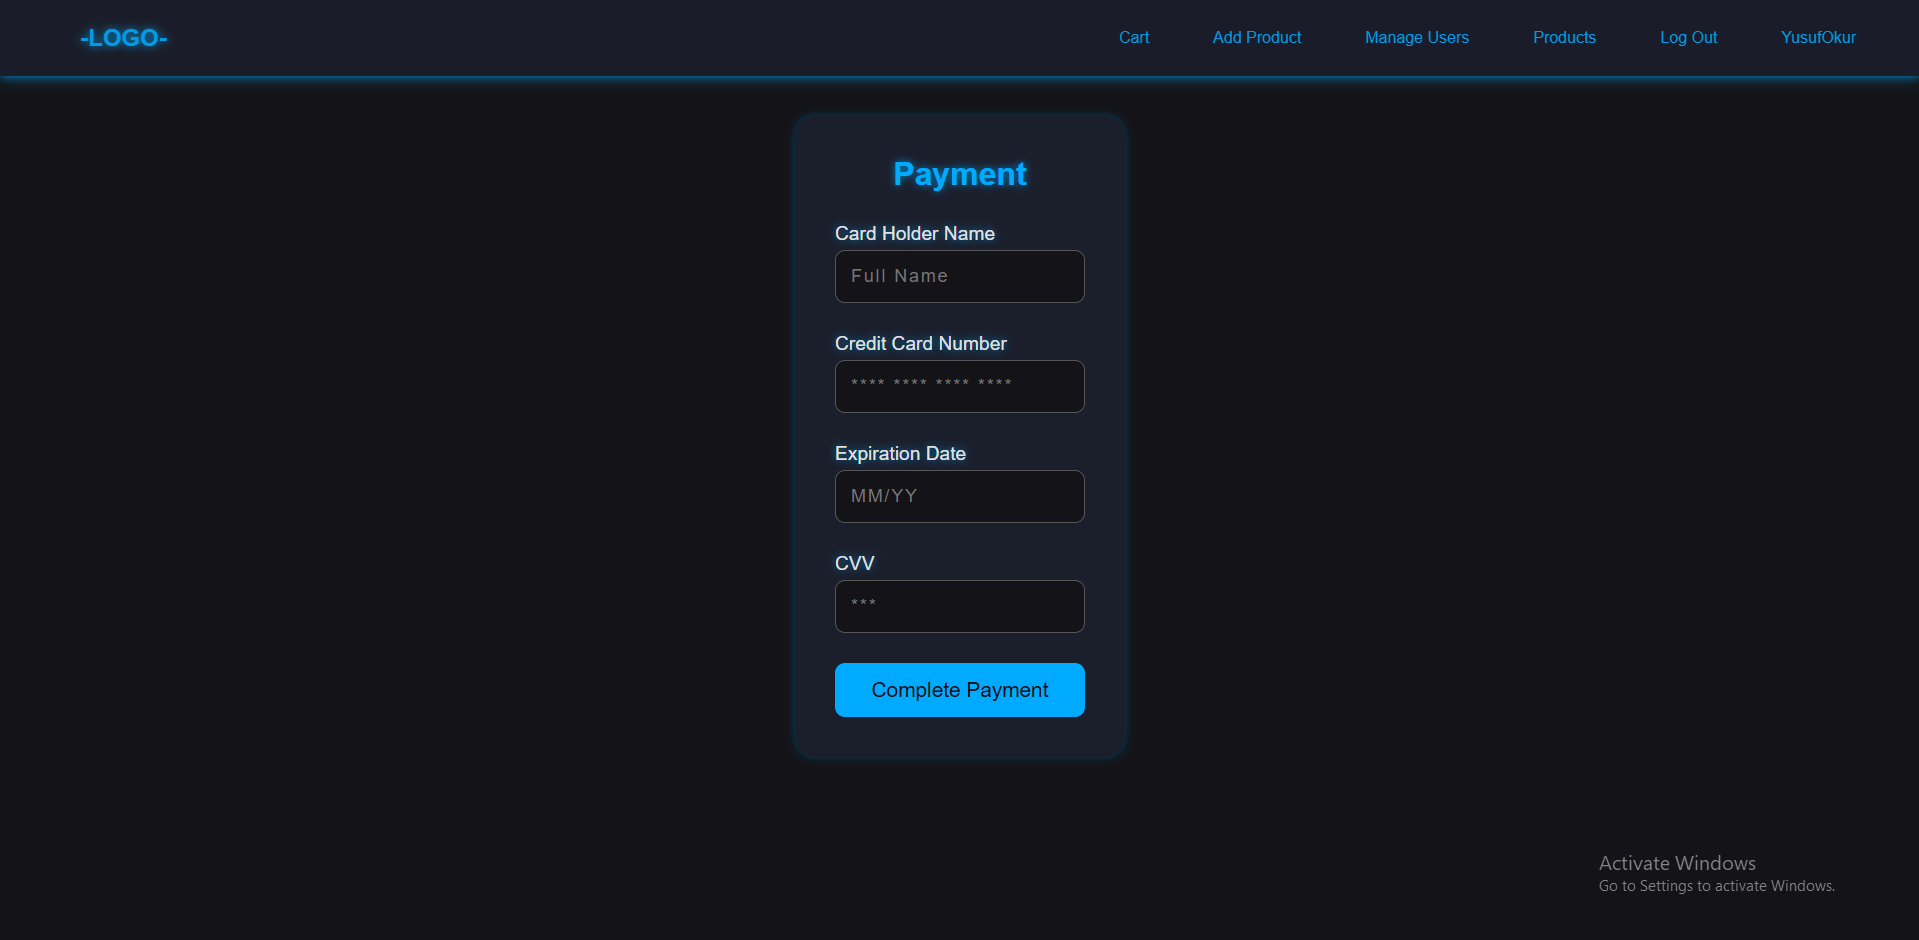 -LOGO- Cart Add Product Manage Users Products Log Out YusufOkur
Payment
Card Holder Name
Full Name
Credit Card Number
**** **** **** ****
Expiration Date
MM/YY
CVV
***
Complete Payment
Activate Windows
Go to Settings to activate Windows.